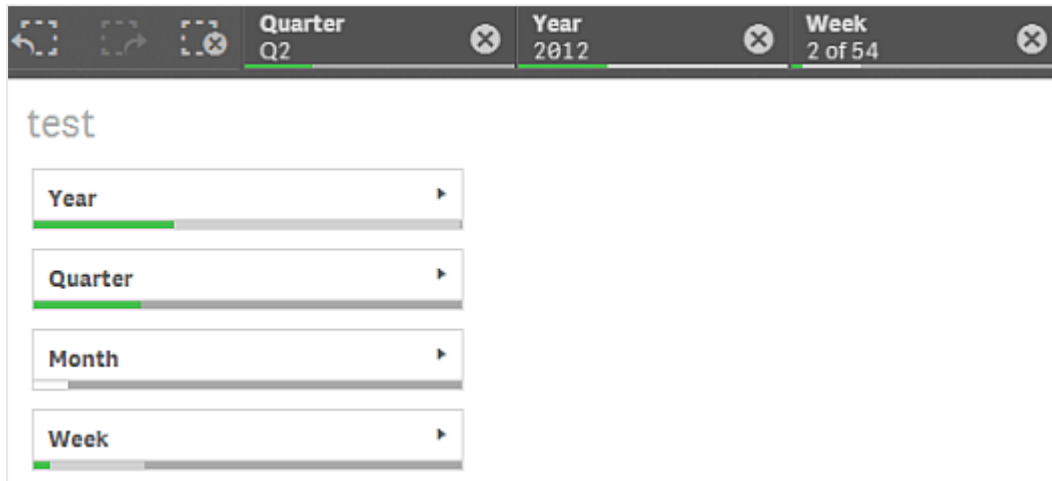 Quarter
Q2
Year
2012
Week
2 of 54
test
Year
Quarter
Month
Week